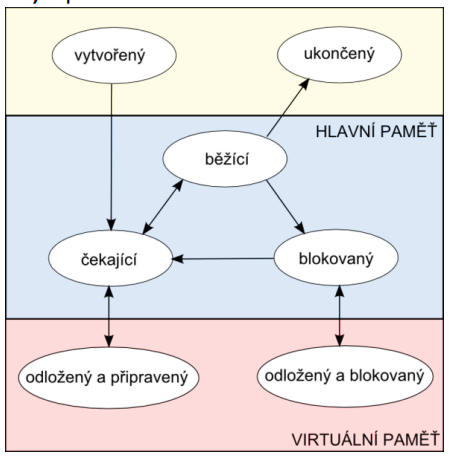 vytvořený
ukončený
HLAVNÍ PAMĚŤ
běžící
čekající
blokovaný
odložený a připravený
odložený a blokovaný
VIRTUÁLNÍ PAMĚŤ